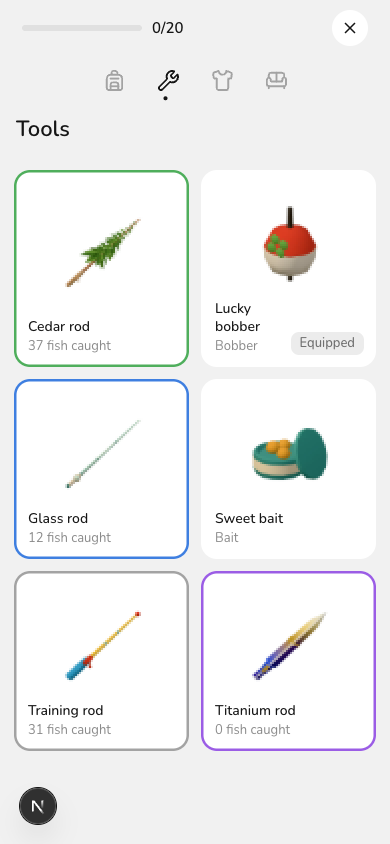 0/20
Tools
Cedar rod
37 fish caught
Lucky
bobber
Bobber
Equipped
Glass rod
12 fish caught
Sweet bait
Bait
Training rod
31 fish caught
Titanium rod
0 fish caught
N